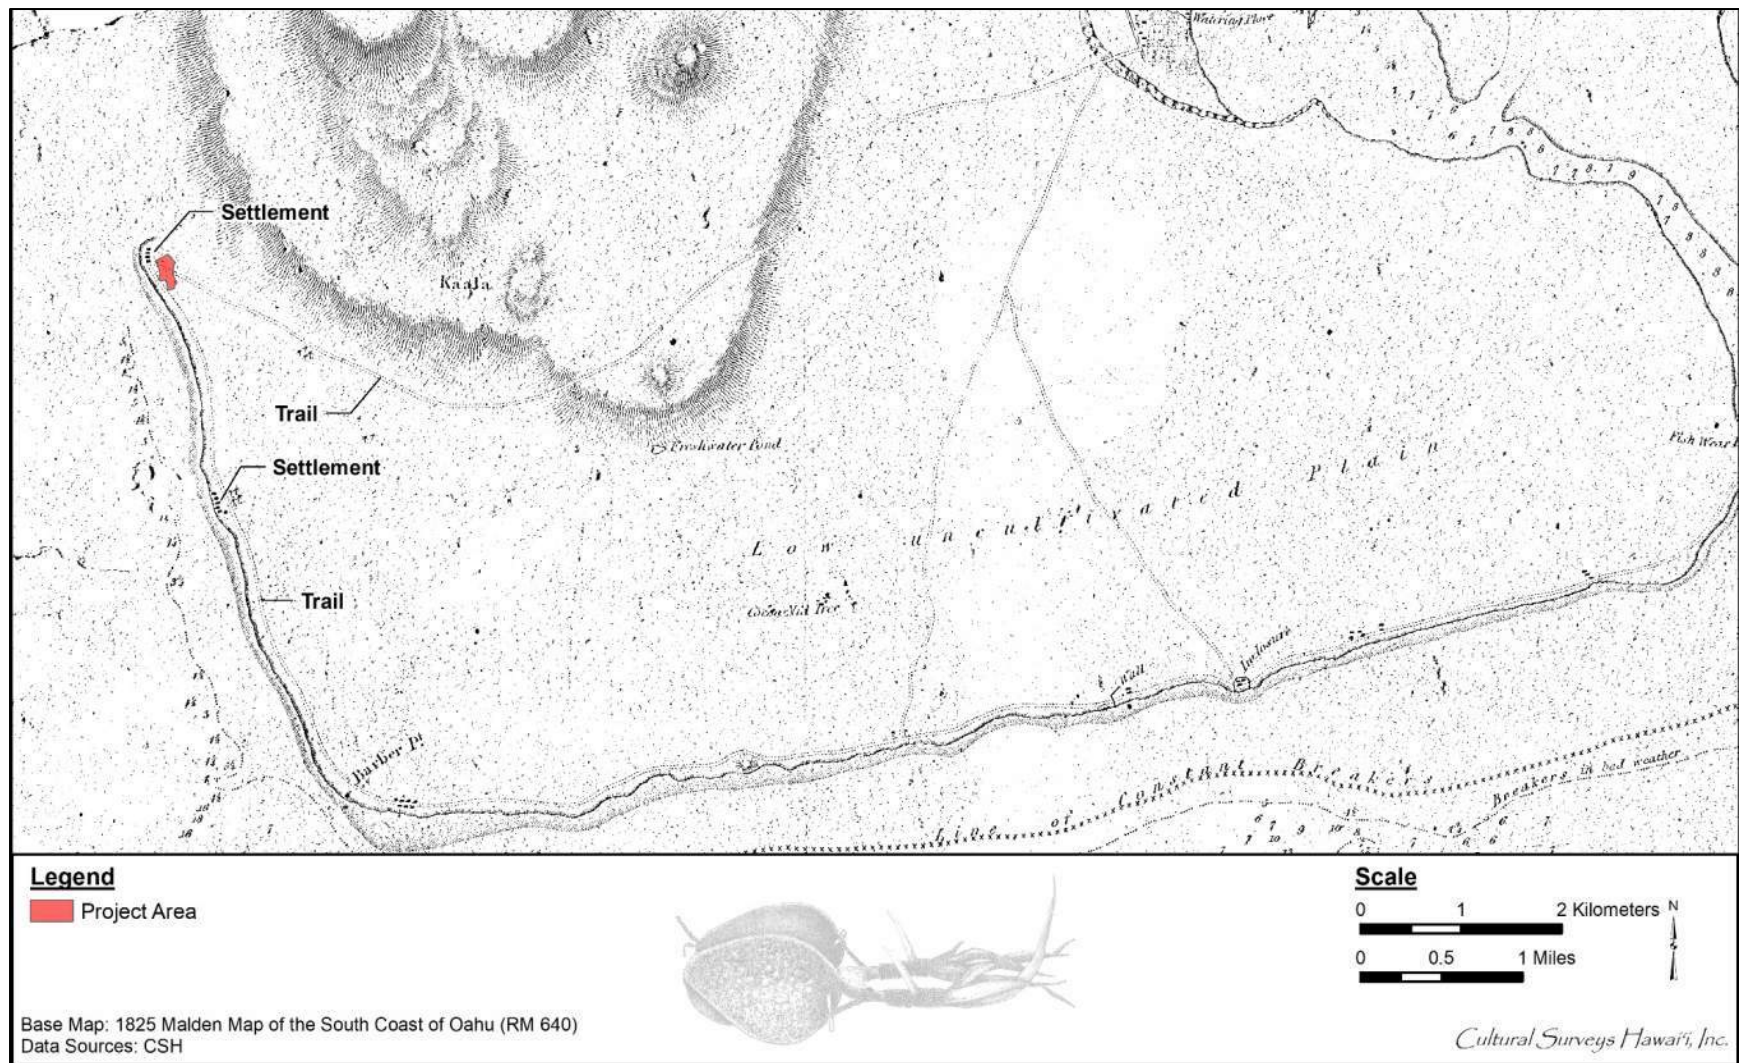 Watering Place
Settlement
Kaala
Trail
Freshwater Pond
Settlement
Fish Wear
Low uncultivated plain
Cocoa Nut Tree
Trail
Inclosure
Wall
Barber Pt
Line of Constant Breakers
Breakers in bad weather
Legend
Project Area
Scale
0 1 2 Kilometers
N
0 0.5 1 Miles
Base Map: 1825 Malden Map of the South Coast of Oahu (RM 640)
Data Sources: CSH
Cultural Surveys Hawai‘i, Inc.